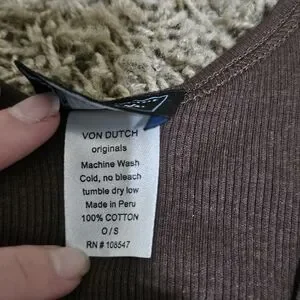 VON DUTCH
originals
Machine Wash
Cold, no bleach
tumble dry low
Made in Peru
100% COTTON
O / S
RN # 108547